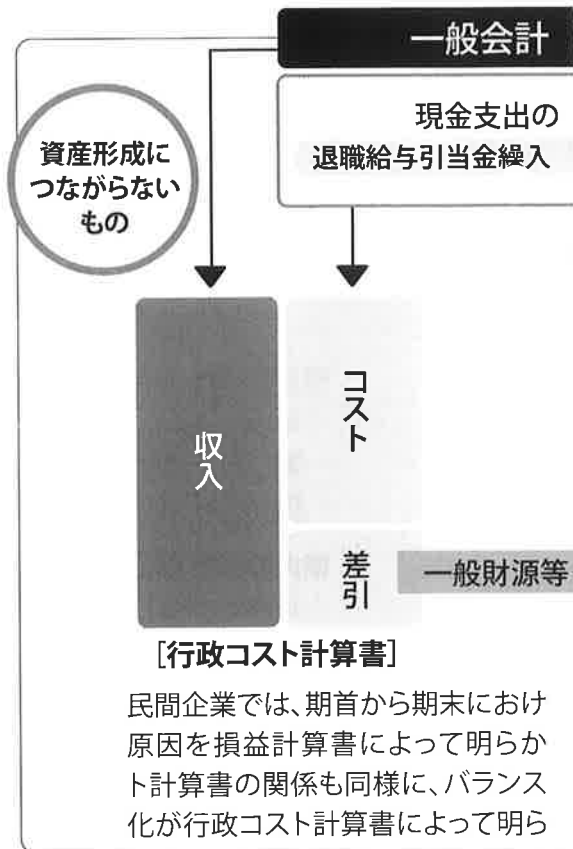 一般会計
現金支出の
退職給与引当金繰入
資産形成に
つながらない
もの
収入
コスト
差引
一般財源等
[行政コスト計算書]
民間企業では、期首から期末におけ
原因を損益計算書によって明らか
ト計算書の関係も同様に、バランス
化が行政コスト計算書によって明ら